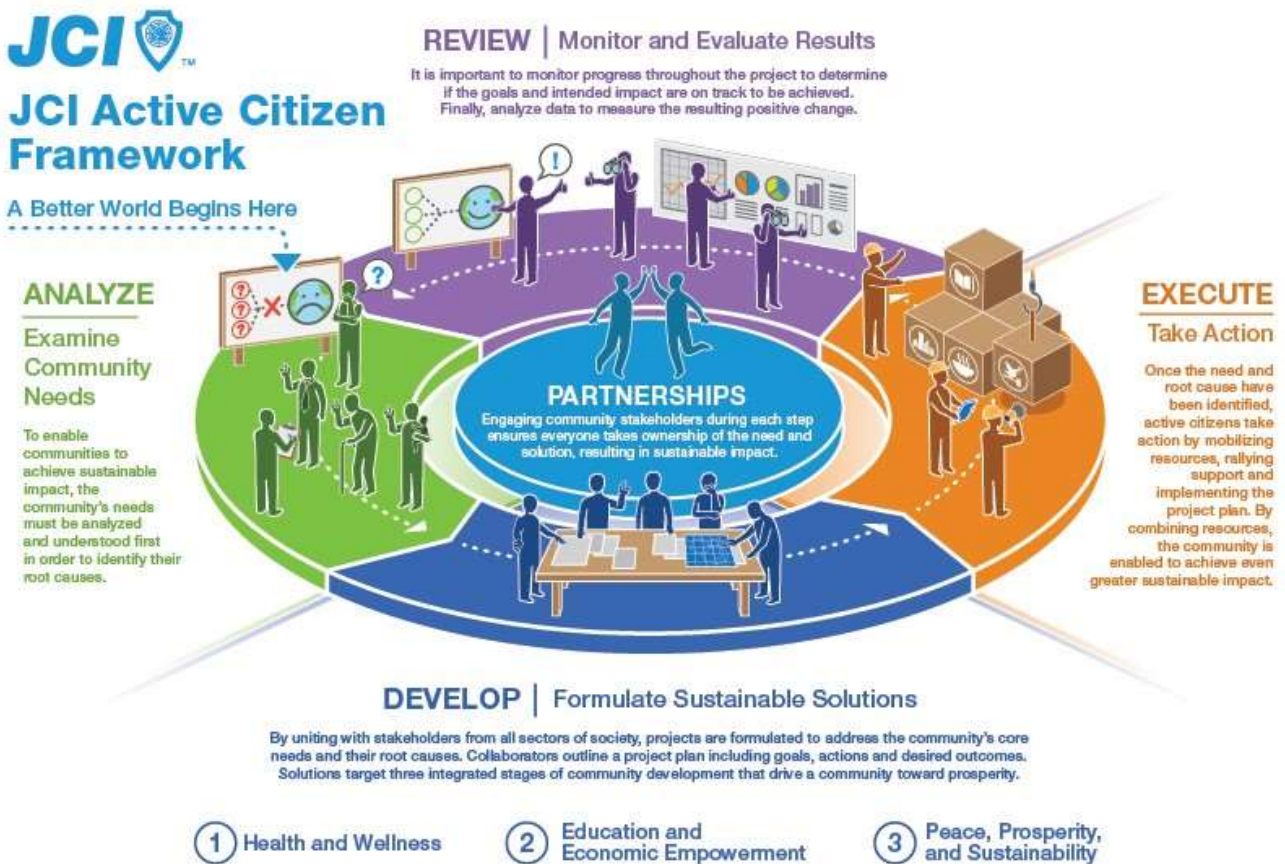 JCI
TM
JCI Active Citizen
Framework
A Better World Begins Here
REVIEW | Monitor and Evaluate Results
It is important to monitor progress throughout the project to determine
if the goals and intended impact are on track to be achieved.
Finally, analyze data to measure the resulting positive change.
!
?
?
?
?
ANALYZE
Examine
Community
Needs
To enable
communities to
achieve sustainable
impact, the
community's needs
must be analyzed
and understood first
in order to identify their
root causes.
PARTNERSHIPS
Engaging community stakeholders during each step
ensures everyone takes ownership of the need and
solution, resulting in sustainable impact.
EXECUTE
Take Action
Once the need and
root cause have
been identified,
active citizens take
action by mobilizing
resources, rallying
support and
implementing the
project plan. By
combining resources,
the community is
enabled to achieve even
greater sustainable impact.
DEVELOP | Formulate Sustainable Solutions
By uniting with stakeholders from all sectors of society, projects are formulated to address the community's core
needs and their root causes. Collaborators outline a project plan including goals, actions and desired outcomes.
Solutions target three integrated stages of community development that drive a community toward prosperity.
1 Health and Wellness
2 Education and
Economic Empowerment
3 Peace, Prosperity,
and Sustainability